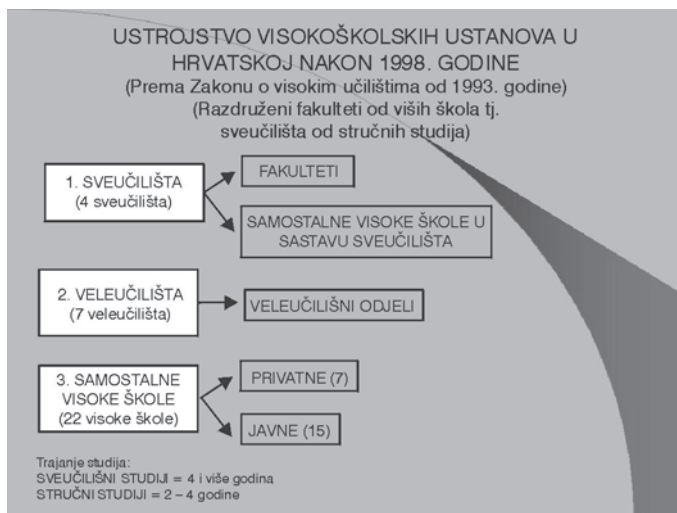 USTROJSTVO VISOKOŠKOLSKIH USTANOVA U
HRVATSKOJ NAKON 1998. GODINE
(Prema Zakonu o visokim učilištima od 1993. godine)
(Razdruženi fakulteti od viših škola tj.
sveučilišta od stručnih studija)
1. SVEUČILIŠTA
(4 sveučilišta)
FAKULTETI
SAMOSTALNE VISOKE ŠKOLE U
SASTAVU SVEUČILIŠTA
2. VELEUČILIŠTA
(7 veleučilišta)
VELEUČILIŠNI ODJELI
3. SAMOSTALNE
VISOKE ŠKOLE
(22 visoke škole)
PRIVATNE (7)
JAVNE (15)
Trajanje studija:
SVEUČILIŠNI STUDIJI = 4 i više godina
STRUČNI STUDIJI = 2 – 4 godine